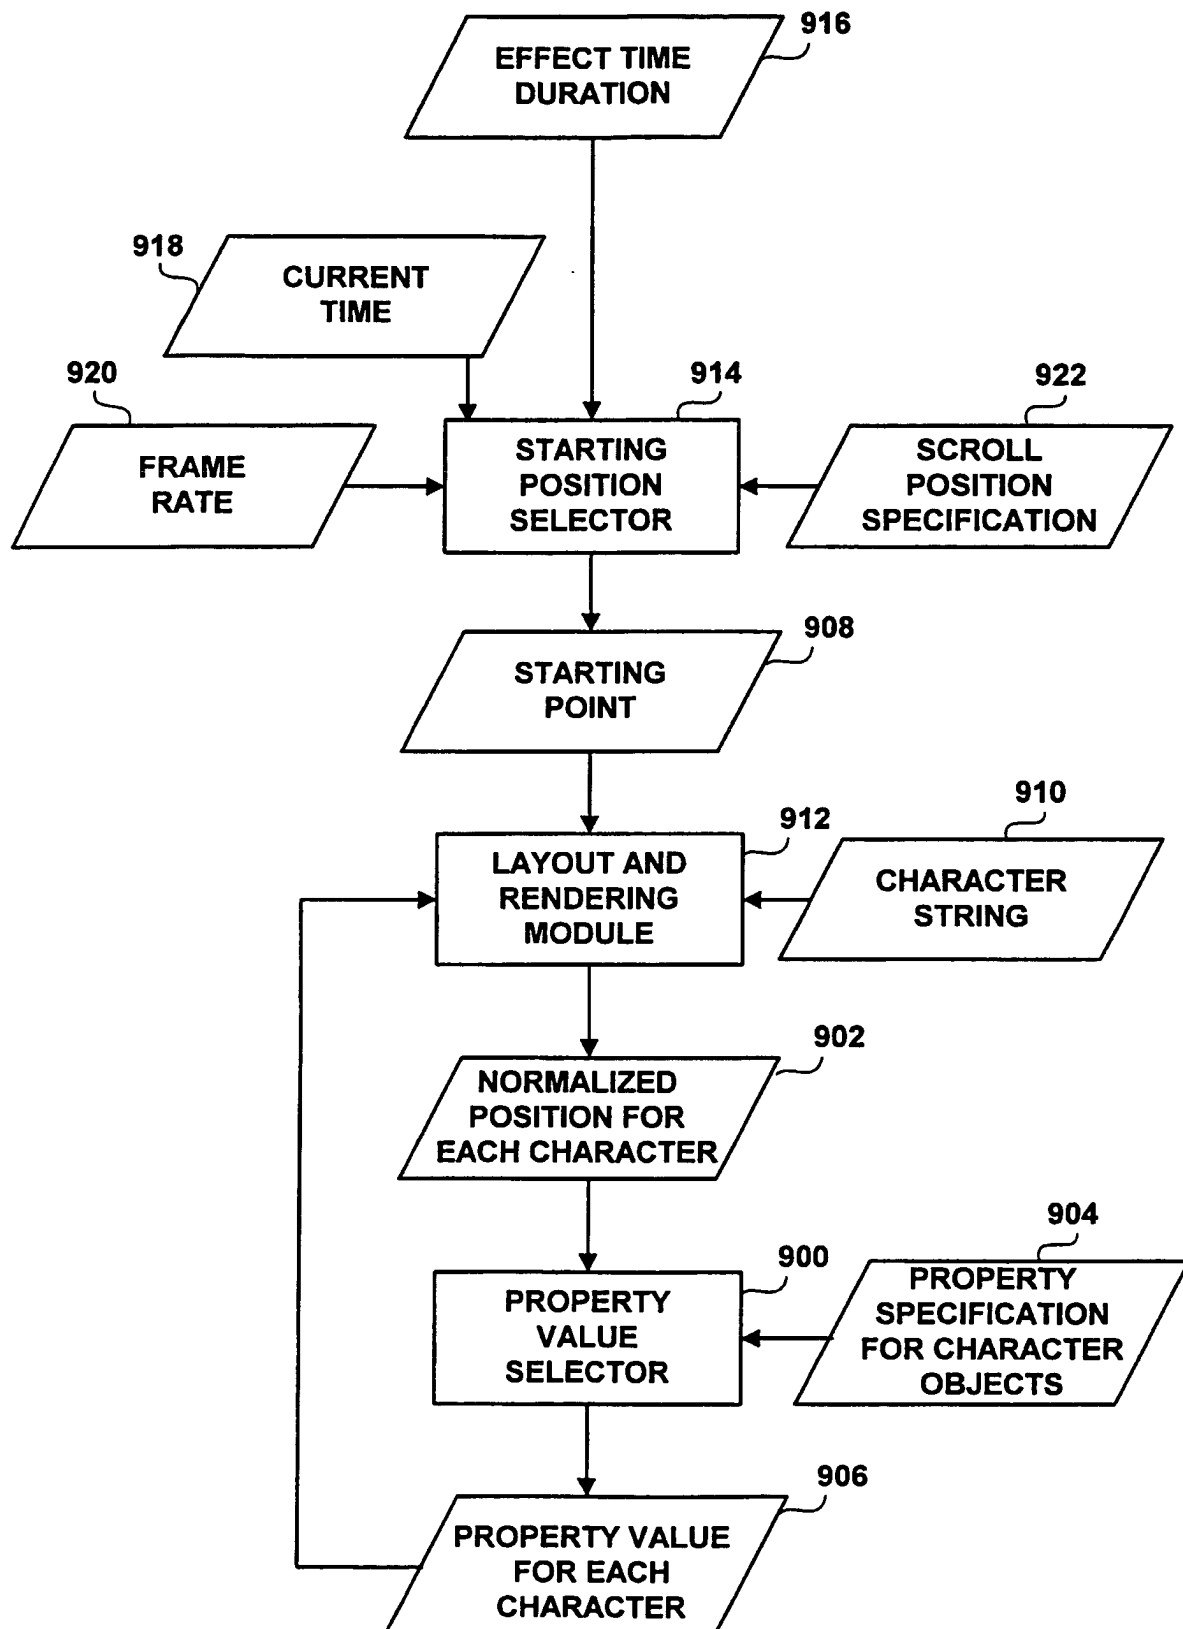 916
EFFECT TIME
DURATION
918
CURRENT
TIME
920
FRAME
RATE
914
STARTING
POSITION
SELECTOR
922
SCROLL
POSITION
SPECIFICATION
908
STARTING
POINT
910
CHARACTER
STRING
912
LAYOUT AND
RENDERING
MODULE
902
NORMALIZED
POSITION FOR
EACH CHARACTER
904
PROPERTY
SPECIFICATION
FOR CHARACTER
OBJECTS
900
PROPERTY
VALUE
SELECTOR
906
PROPERTY VALUE
FOR EACH
CHARACTER